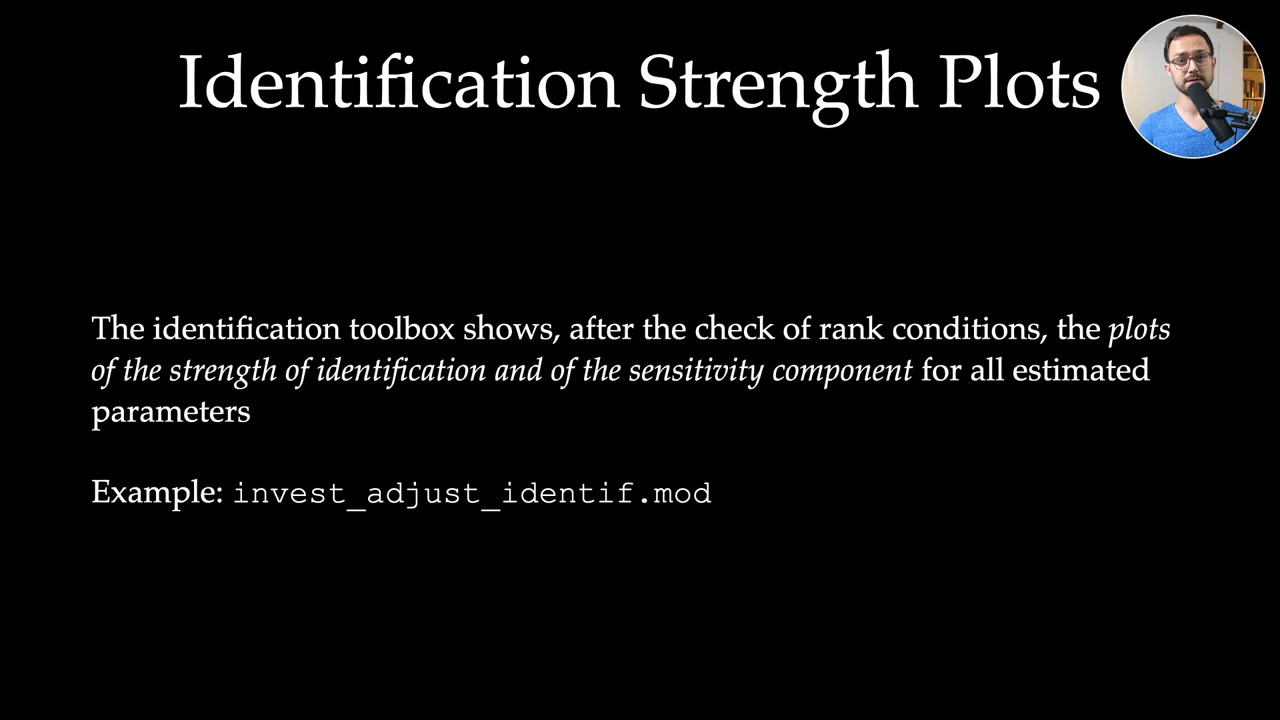 Identification Strength Plots
The identification toolbox shows, after the check of rank conditions, the plots
of the strength of identification and of the sensitivity component for all estimated
parameters
Example: invest_adjust_identif.mod